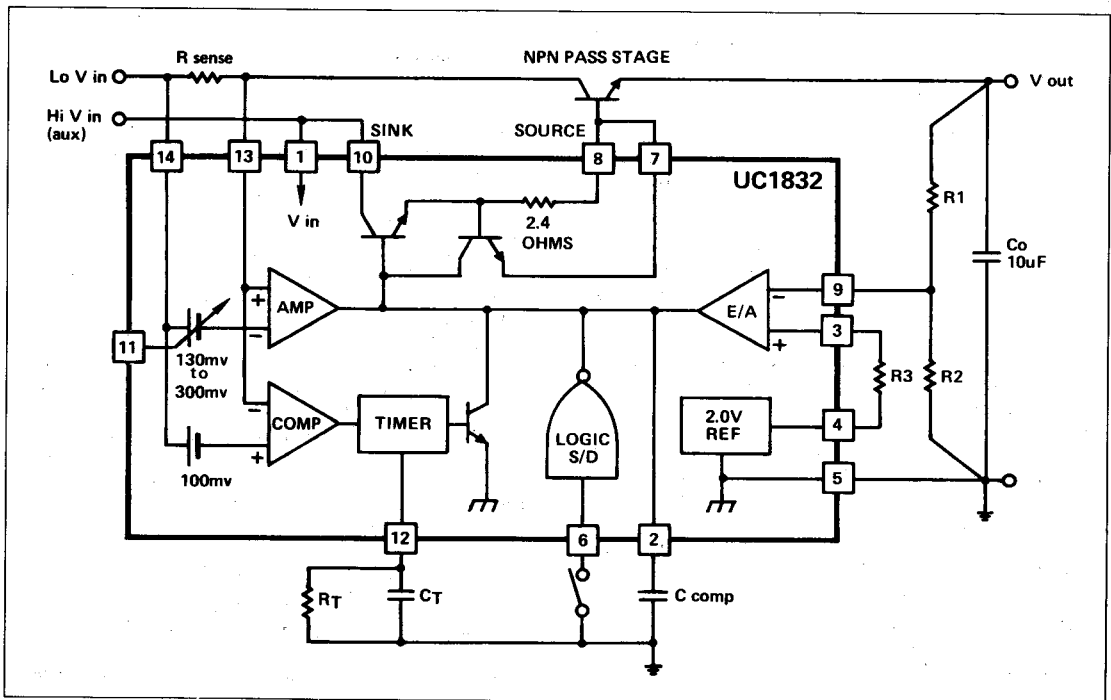 R sense
NPN PASS STAGE
Lo V in
V out
Hi V in
(aux)
SINK
SOURCE
14
13
1
10
8
7
UC1832
V in
2.4
OHMS
R1
Co
10uF
+
AMP
-
E/A
-
+
9
3
11
130mv
to
300mv
R3
R2
-
COMP
+
TIMER
LOGIC
S/D
2.0V
REF
4
100mv
5
12
6
2
RT
CT
C comp